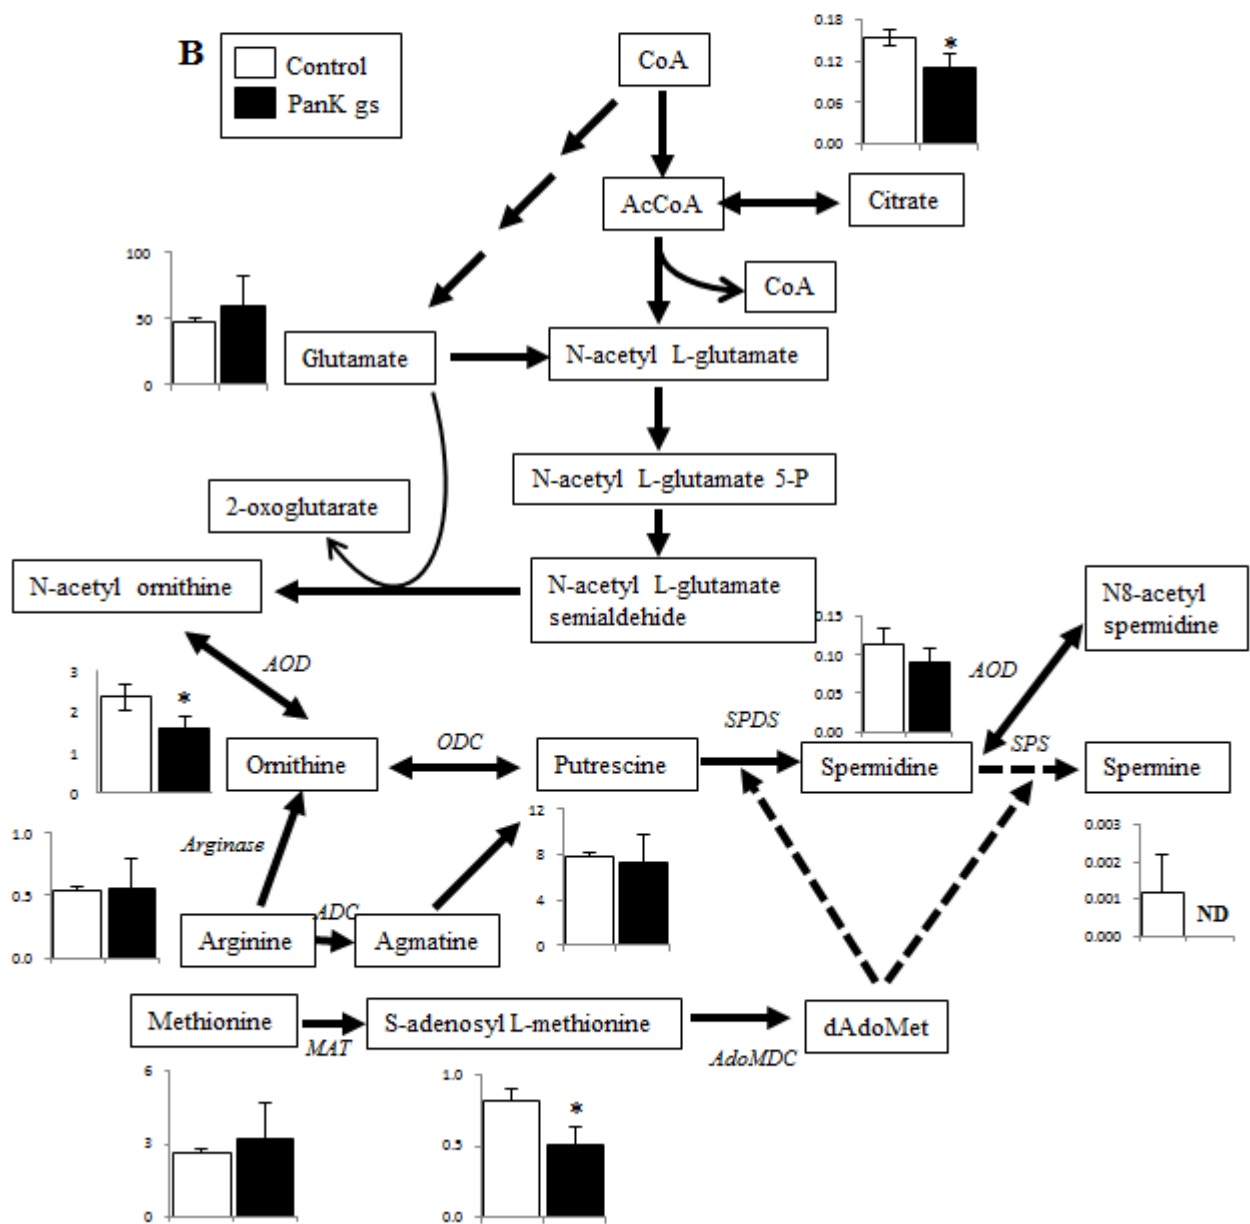 B
Control
PanK gs
CoA
0.18
0.12
0.06
0.00
*
AcCoA
Citrate
CoA
100
50
0
Glutamate
N-acetyl L-glutamate
N-acetyl L-glutamate 5-P
2-oxoglutarate
N-acetyl ornithine
N-acetyl L-glutamate
semialdehide
N8-acetyl
spermidine
0.15
0.10
0.05
0.00
AOD
AOD
3
2
1
0
*
SPDS
SPS
ODC
Ornithine
Putrescine
Spermidine
Spermine
12
8
4
0
0.003
0.002
0.001
0.000
ND
1.0
0.5
0.0
Arginase
ADC
Arginine
Agmatine
Methionine
S-adenosyl L-methionine
dAdoMet
MAT
AdoMDC
6
3
0
1.0
0.5
0.0
*